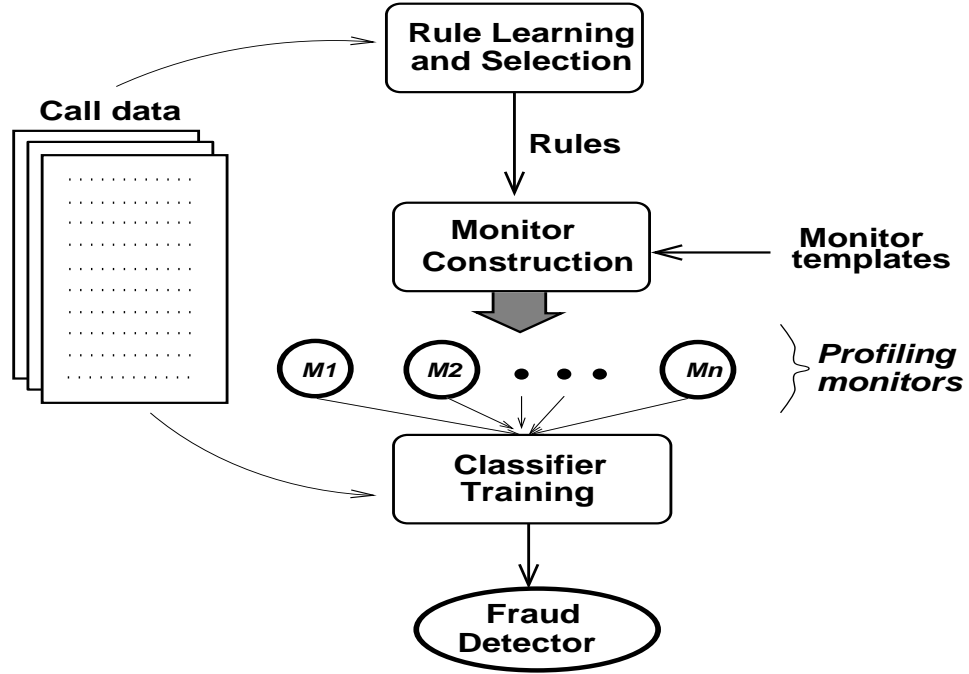 Rule Learning
and Selection
Call data
Rules
Monitor
Construction
Monitor
templates
M1
M2
Mn
Profiling
monitors
Classifier
Training
Fraud
Detector